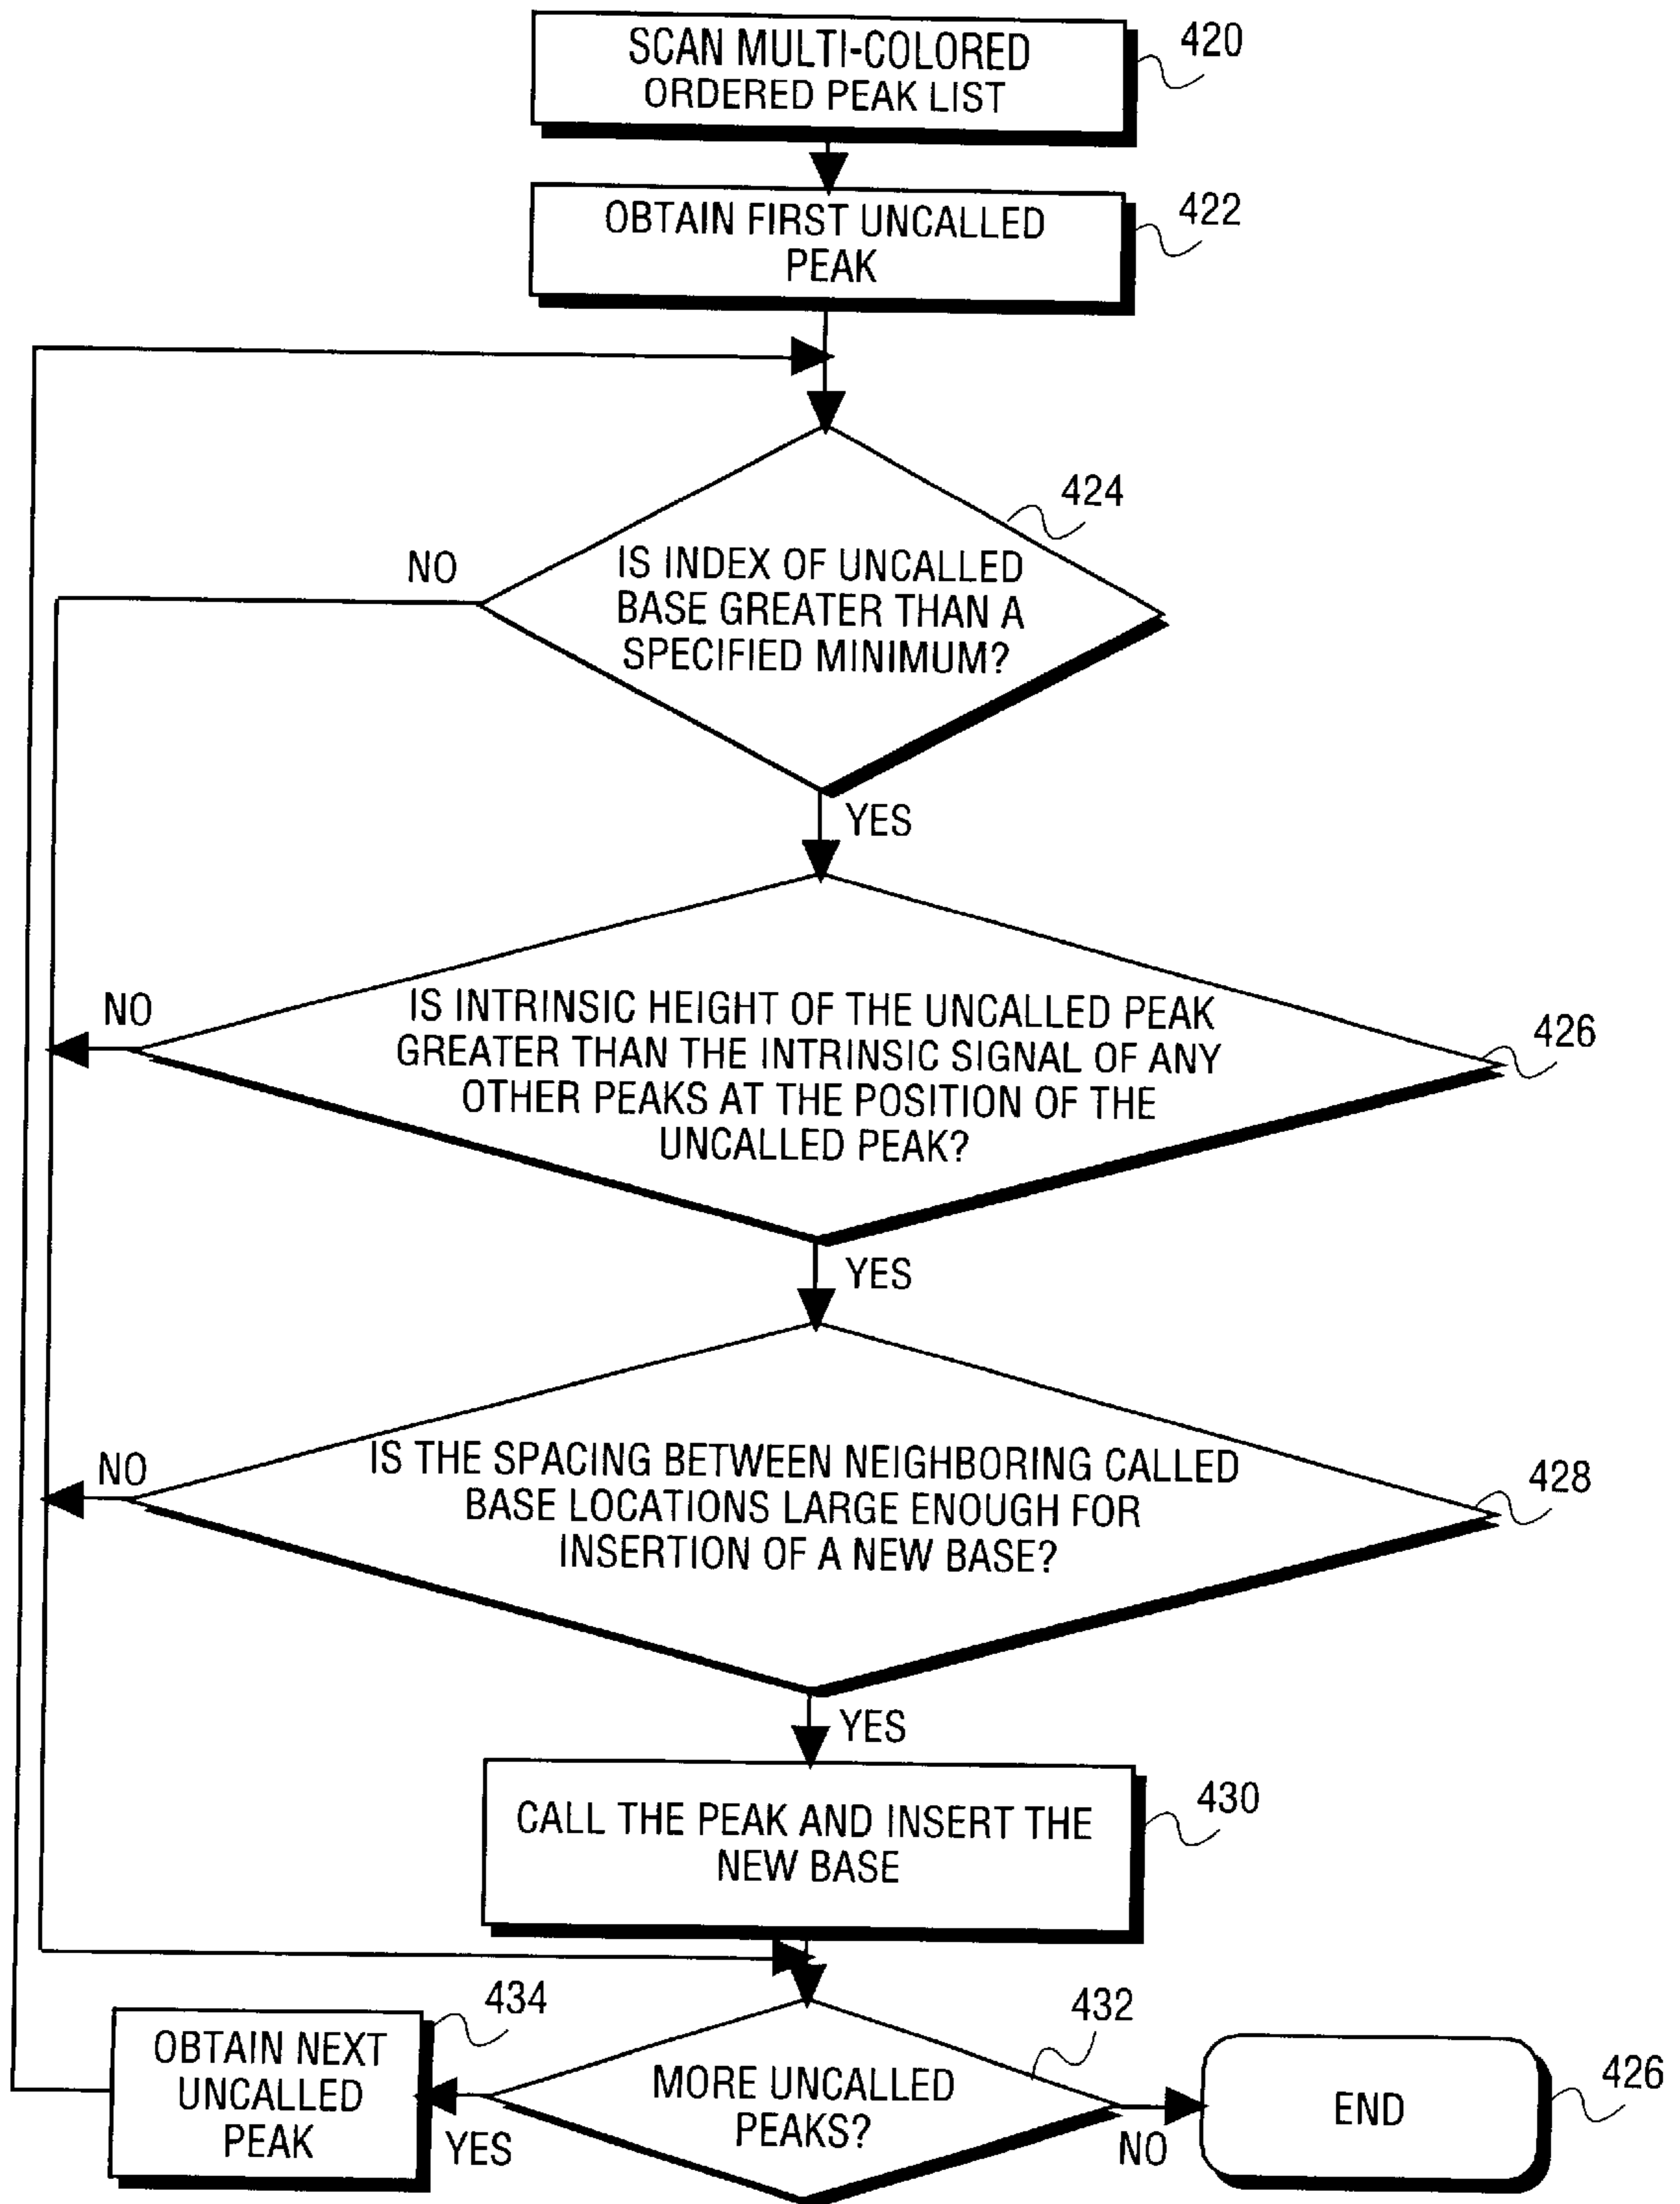 SCAN MULTI-COLORED
ORDERED PEAK LIST
420
OBTAIN FIRST UNCALLED
PEAK
422
424
NO
IS INDEX OF UNCALLED
BASE GREATER THAN A
SPECIFIED MINIMUM?
YES
NO
IS INTRINSIC HEIGHT OF THE UNCALLED PEAK
GREATER THAN THE INTRINSIC SIGNAL OF ANY
OTHER PEAKS AT THE POSITION OF THE
UNCALLED PEAK?
426
YES
NO
IS THE SPACING BETWEEN NEIGHBORING CALLED
BASE LOCATIONS LARGE ENOUGH FOR
INSERTION OF A NEW BASE?
428
YES
CALL THE PEAK AND INSERT THE
NEW BASE
430
434
OBTAIN NEXT
UNCALLED
PEAK
YES
432
MORE UNCALLED
PEAKS?
NO
END
426